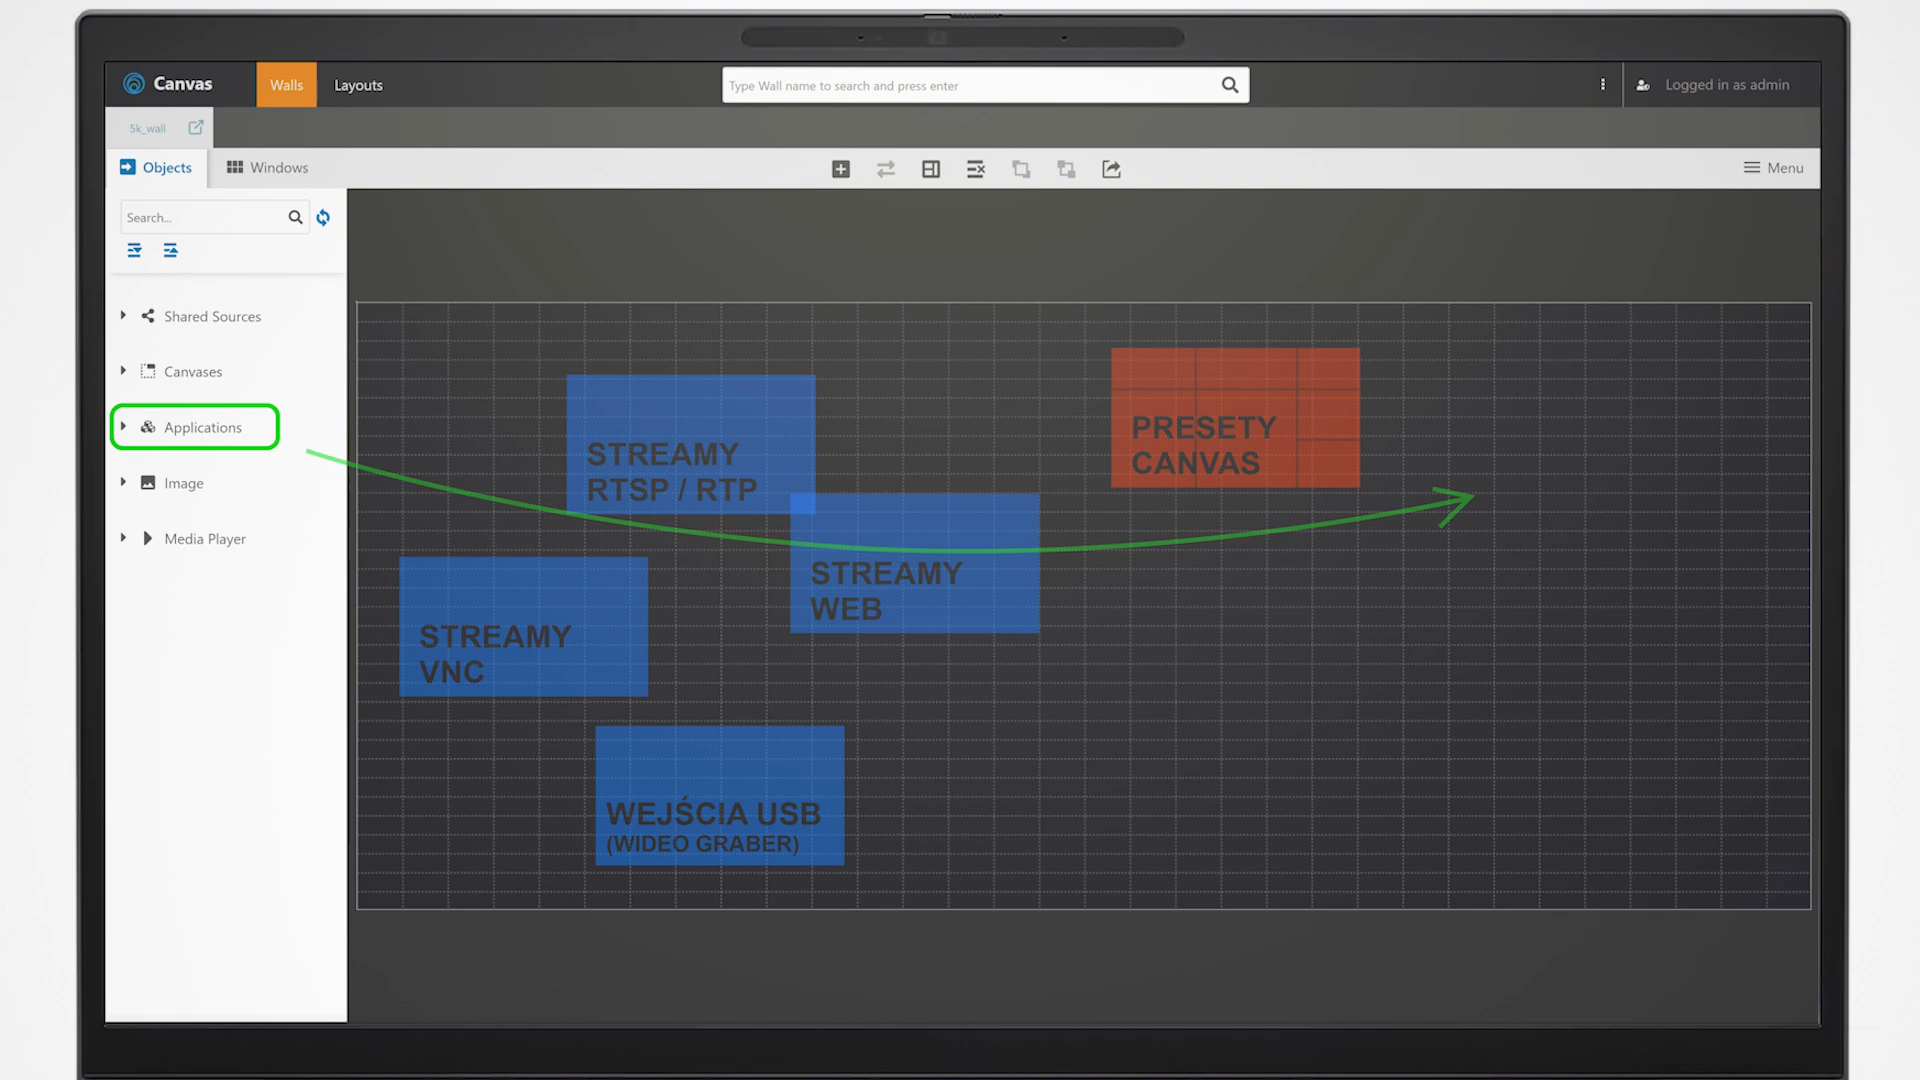 Canvas
Walls
Layouts
Type Wall name to search and press enter
Logged in as admin
5k_wall
Objects
Windows
Menu
Search...
Shared Sources
Canvases
Applications
Image
Media Player
STREAMY
RTSP / RTP
PRESETY
CANVAS
STREAMY
WEB
STREAMY
VNC
WEJŚCIA USB
(WIDEO GRABER)